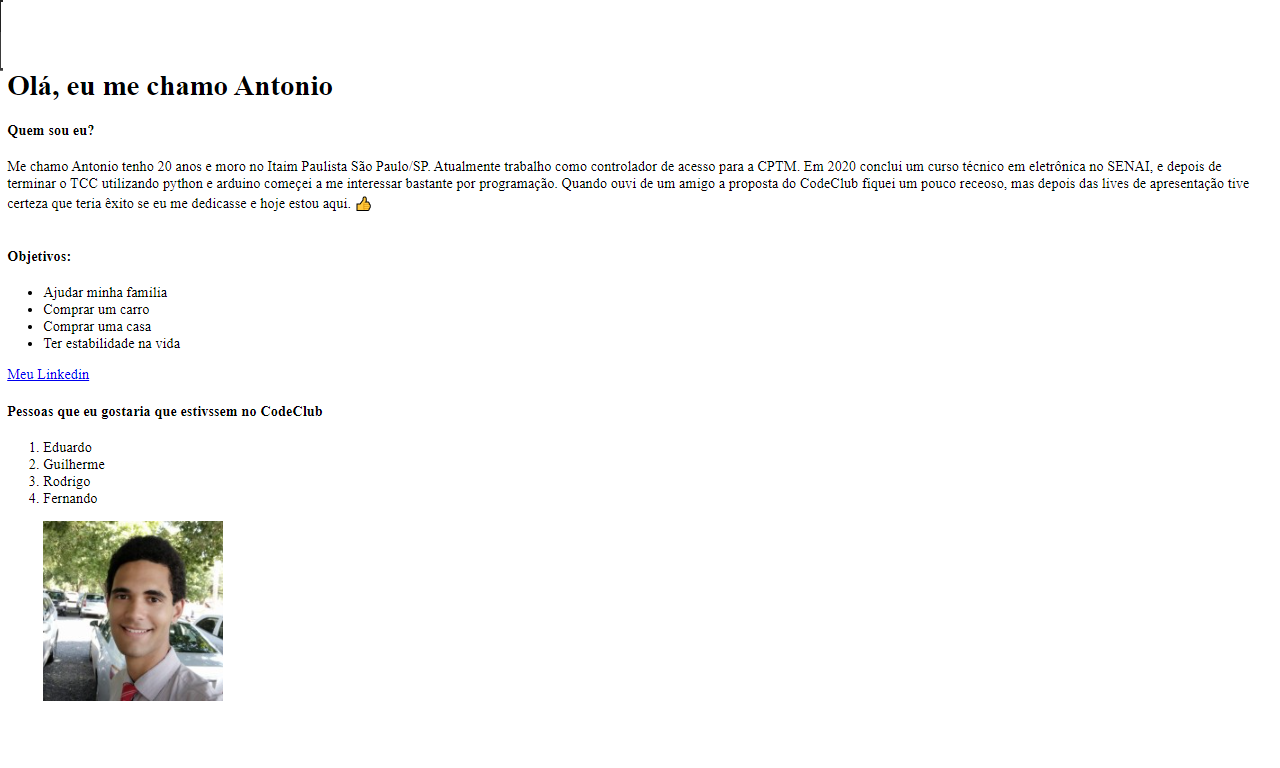 Olá, eu me chamo Antonio
Quem sou eu?
Me chamo Antonio tenho 20 anos e moro no Itaim Paulista São Paulo/SP. Atualmente trabalho como controlador de acesso para a CPTM. Em 2020 conclui um curso técnico em eletrônica no SENAI, e depois de
terminar o TCC utilizando python e arduino começei a me interessar bastante por programação. Quando ouvi de um amigo a proposta do CodeClub fiquei um pouco receoso, mas depois das lives de apresentação tive
certeza que teria êxito se eu me dedicasse e hoje estou aqui. 👍
Objetivos:
• Ajudar minha familia
• Comprar um carro
• Comprar uma casa
• Ter estabilidade na vida
Meu Linkedin
Pessoas que eu gostaria que estivssem no CodeClub
1. Eduardo
2. Guilherme
3. Rodrigo
4. Fernando